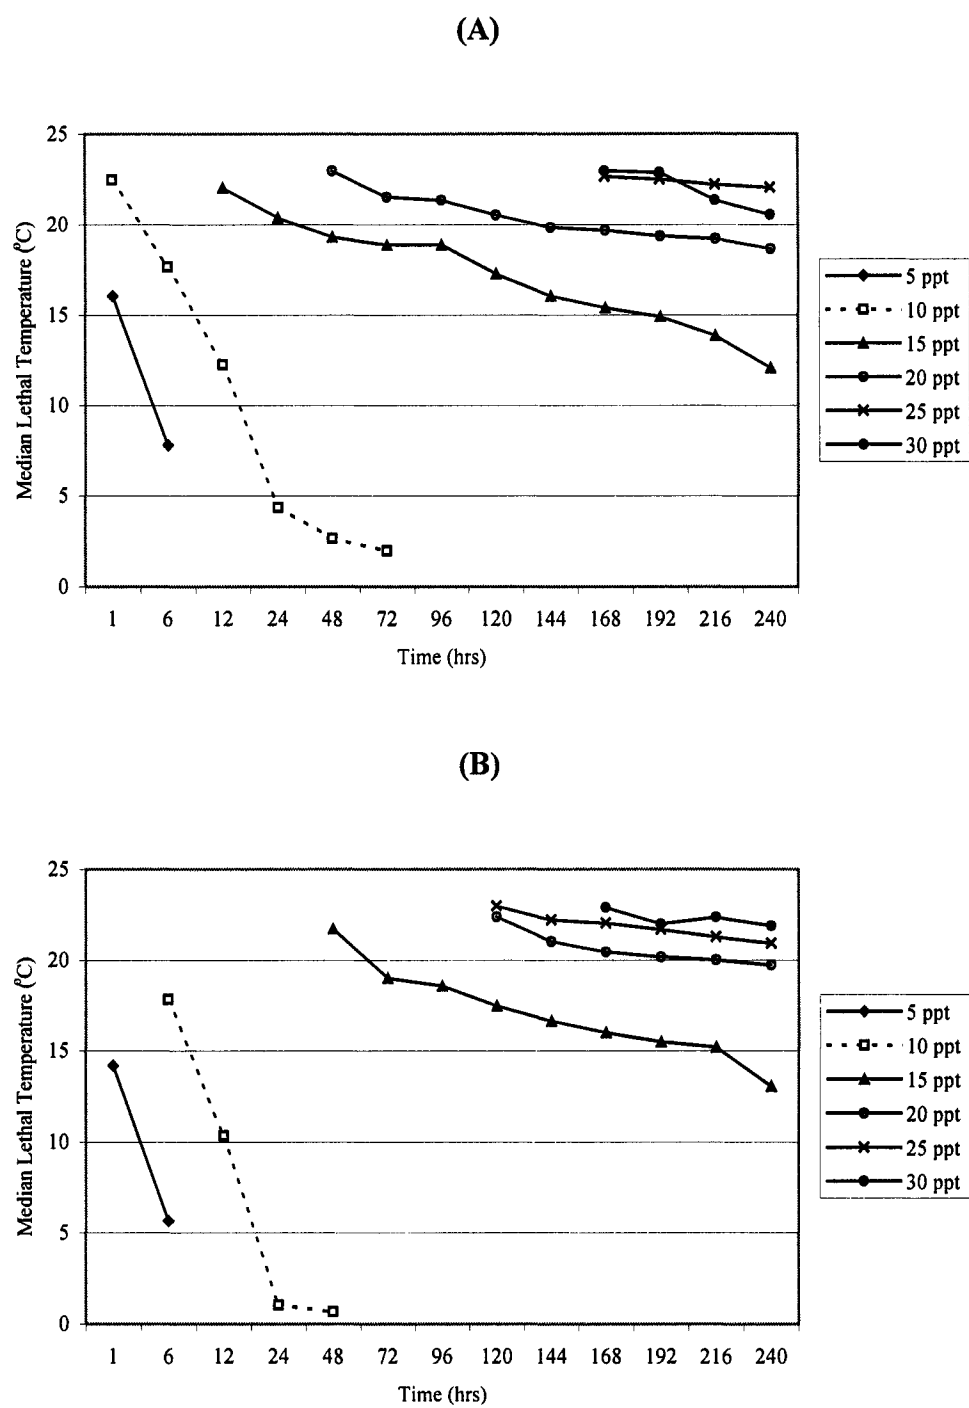 (A)
25
20
15
10
5
0
Median Lethal Temperature (⁰C)
1 6 12 24 48 72 96 120 144 168 192 216 240
Time (hrs)
5 ppt
10 ppt
15 ppt
20 ppt
25 ppt
30 ppt
(B)
25
20
15
10
5
0
Median Lethal Temperature (⁰C)
1 6 12 24 48 72 96 120 144 168 192 216 240
Time (hrs)
5 ppt
10 ppt
15 ppt
20 ppt
25 ppt
30 ppt